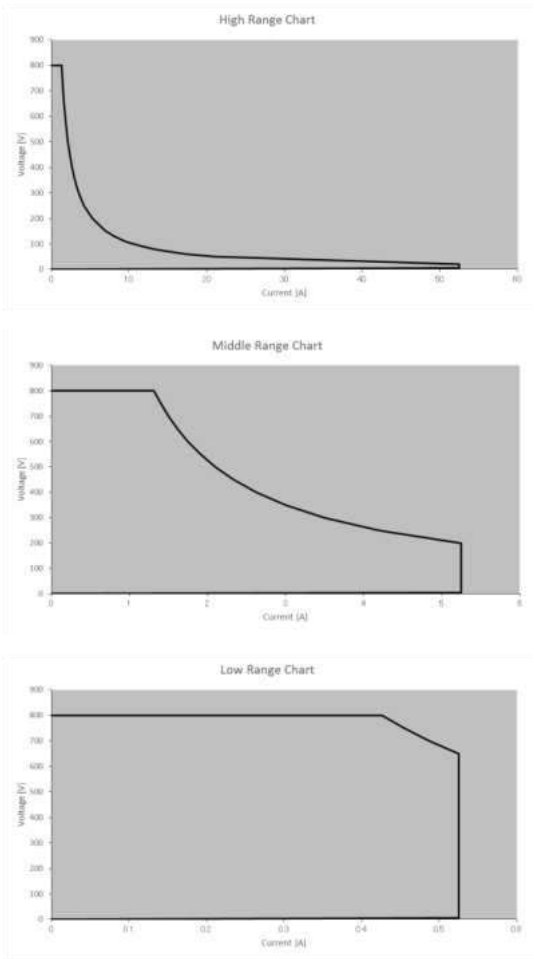 High Range Chart
900
800
700
600
500
400
300
200
100
0
Voltage [V]
0 10 20 30 40 50 60
Current [A]
Middle Range Chart
900
800
700
600
500
400
300
200
100
0
Voltage [V]
0 1 2 3 4 5 6
Current [A]
Low Range Chart
900
800
700
600
500
400
300
200
100
0
Voltage [V]
0 0.1 0.2 0.3 0.4 0.5 0.6
Current [A]